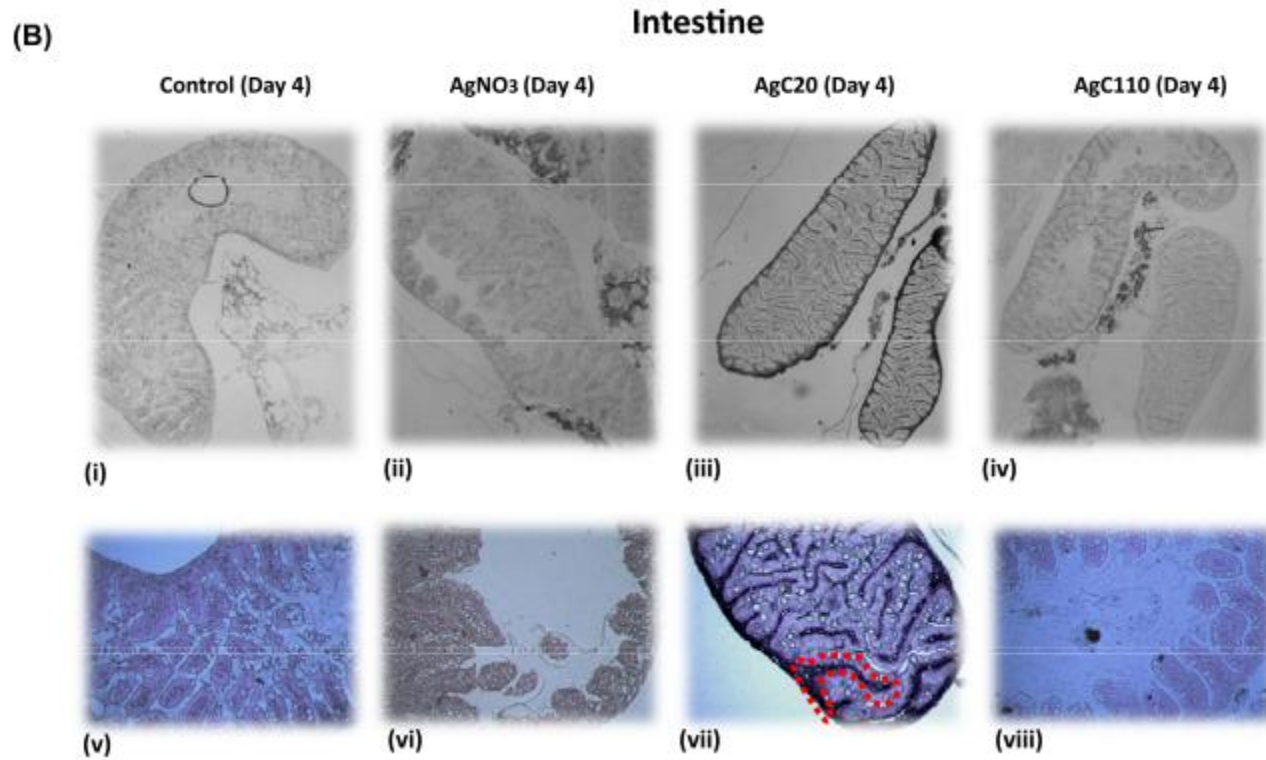 (B)
Intestine
Control (Day 4)
AgNO3 (Day 4)
AgC20 (Day 4)
AgC110 (Day 4)
(i)
(ii)
(iii)
(iv)
(v)
(vi)
(vii)
(viii)